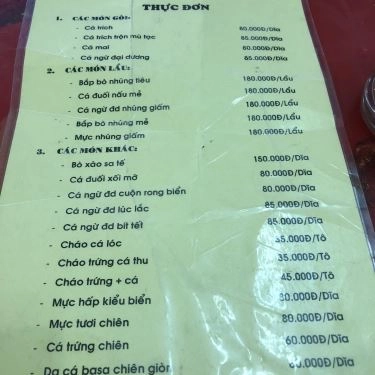 THỰC ĐƠN
1. CÁC MÓN GỎI:
- Cá trích 80.000Đ/Dĩa
- Cá trích trộn mù tạc 85.000Đ/Dĩa
- Cá mai 60.000Đ/Dĩa
- Cá ngừ đại dương 85.000Đ/Dĩa
2. CÁC MÓN LẨU:
- Bắp bò nhúng tiêu 180.000Đ/Lẩu
- Cá đuối nấu mẻ 180.000Đ/Lẩu
- Cá ngừ đd nhúng giấm 180.000Đ/Lẩu
- Bắp bò nhúng mẻ 180.000Đ/Lẩu
- Mực nhúng giấm 180.000Đ/Lẩu
3. CÁC MÓN KHÁC:
- Bò xào sa tế 150.000Đ/Dĩa
- Cá đuối xối mỡ 80.000Đ/Dĩa
- Cá ngừ đd cuộn rong biển 80.000Đ/Dĩa
- Cá ngừ đd lúc lắc 85.000Đ/Dĩa
- Cá ngừ đd bít tết 85.000Đ/Dĩa
- Cháo cá lóc 35.000Đ/Tô
- Cháo trứng cá thu 35.000Đ/Tô
- Cháo trứng + cá 45.000Đ/Tô
- Mực hấp kiểu biển 80.000Đ/Dĩa
- Mực tươi chiên 80.000Đ/Dĩa
- Cá trứng chiên 60.000Đ/Dĩa
- Da cá basa chiên giòn 60.000Đ/Dĩa